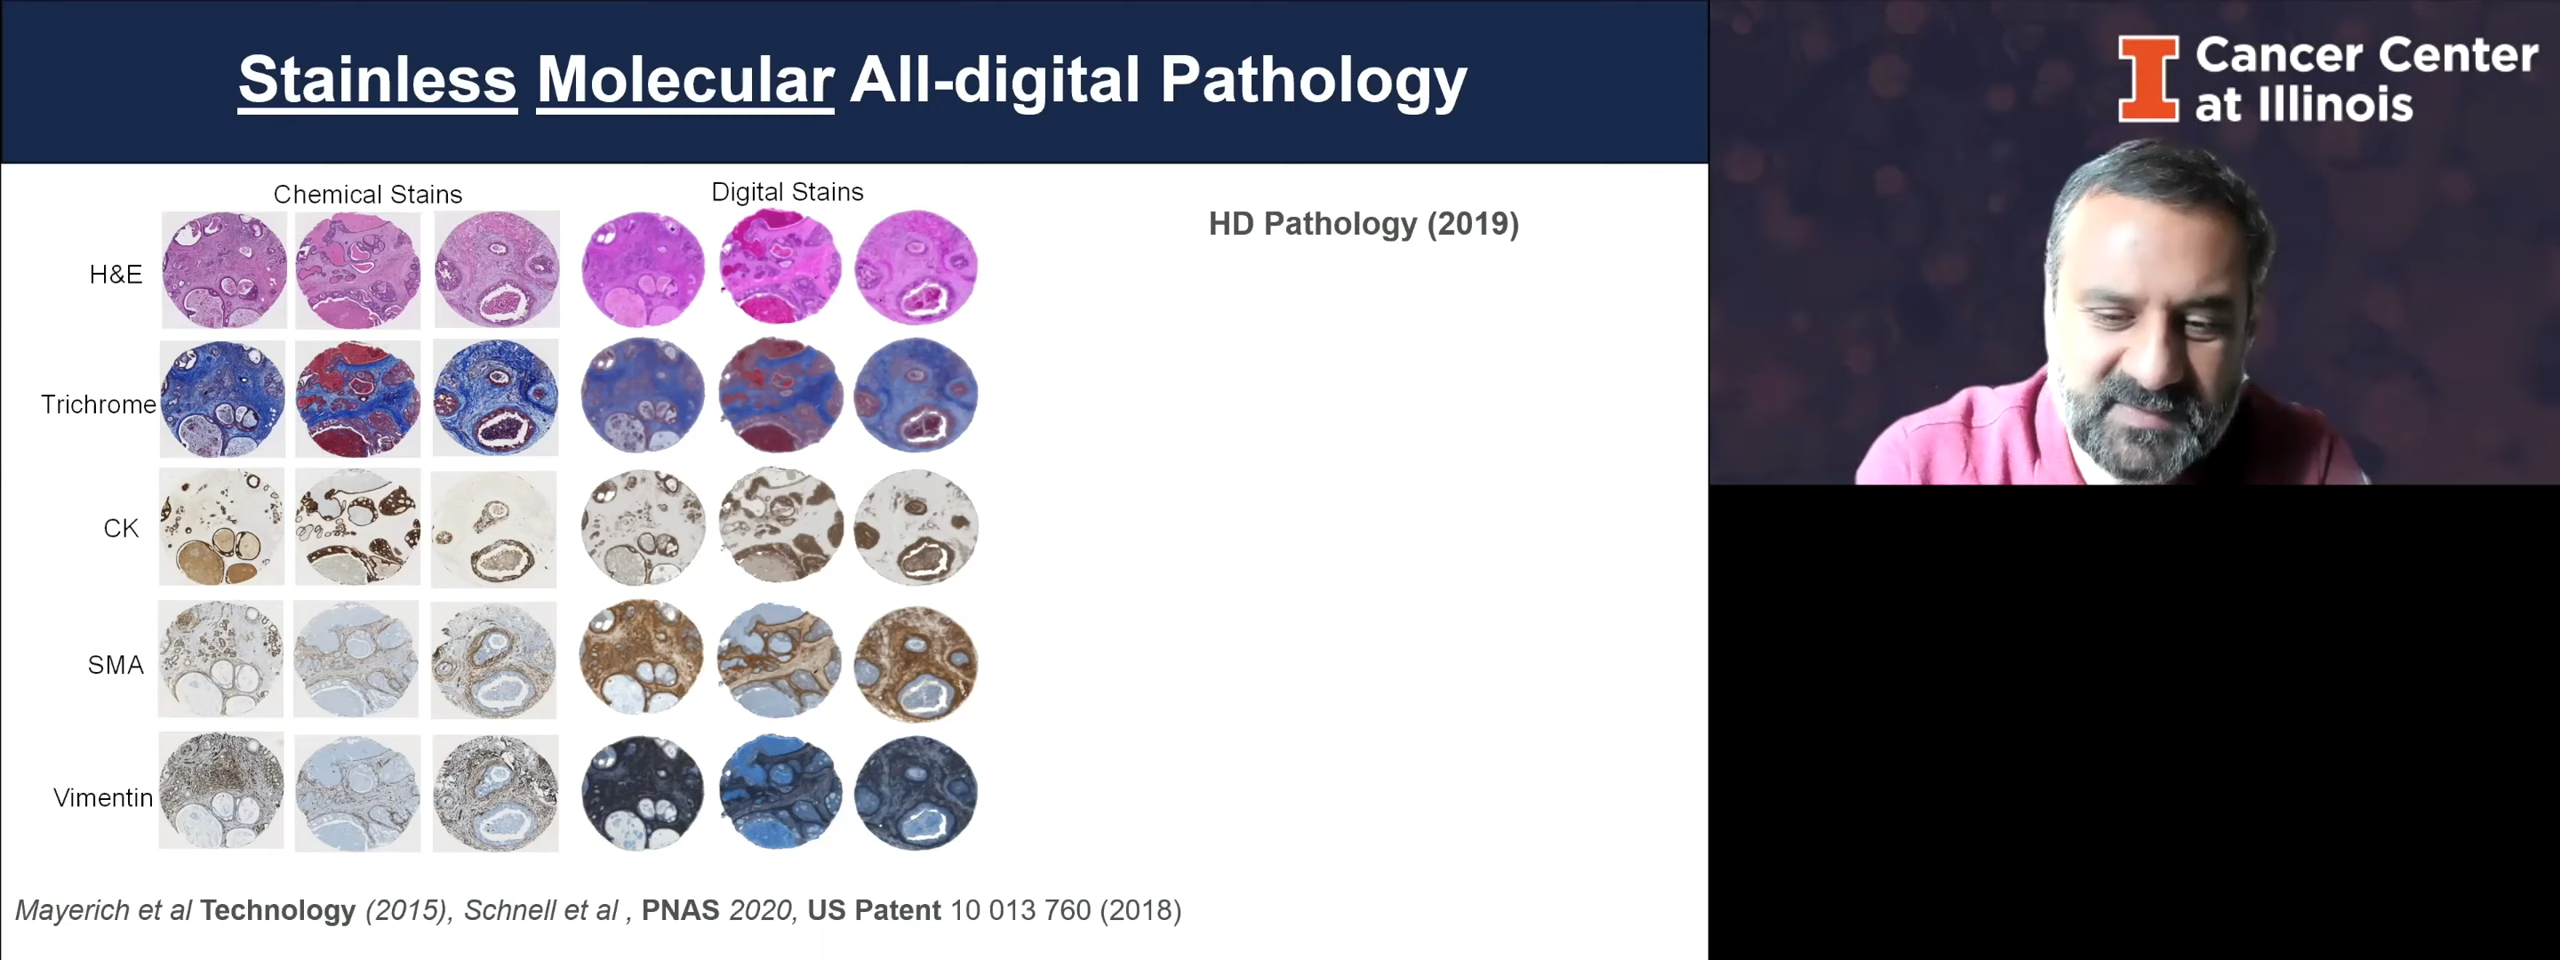 Stainless Molecular All-digital Pathology
Cancer Center
at Illinois
Chemical Stains
Digital Stains
HD Pathology (2019)
H&E
Trichrome
CK
SMA
Vimentin
Mayerich et al Technology (2015), Schnell et al , PNAS 2020, US Patent 10 013 760 (2018)